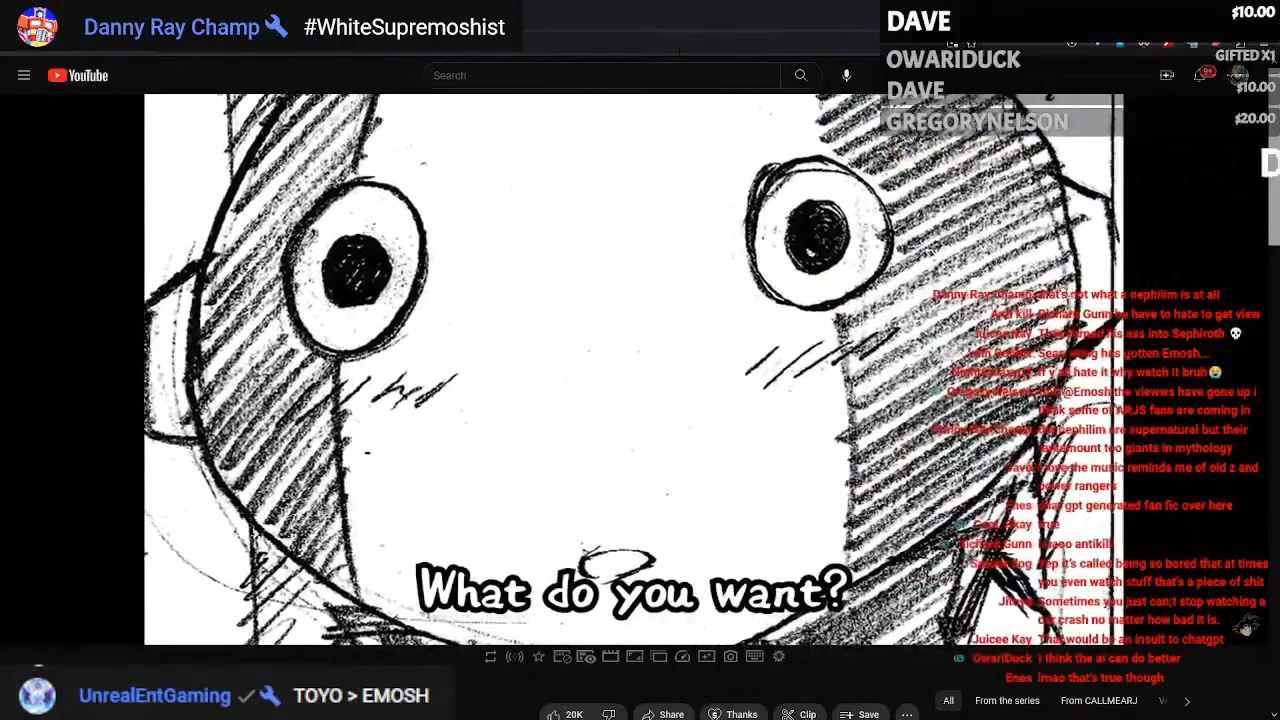 Danny Ray Champ #WhiteSupremoshist
DAVE $10.00
OWARIDUCK GIFTED X1
DAVE $10.00
GREGORYNELSON $20.00
YouTube
Search
9+
D
Danny Ray Champ that's not what a nephilim is at all
Anti kill Richard Gunn he have to hate to get view
Juicee Kay That turned his ass into Sephiroth 💀
gotten Emosh...
if y'all hate it why watch it bruh😭
Gregory Nelson @Emosh the viewws have gone up i
think some of ARJS fans are coming in
Danny Ray Champ the nephilim are supernatural but their
tantemount too giants in mythology
Dave I love the music reminds me of old z and
power rangers
Enes chat gpt generated fan fic over here
Okay true
Richard Gunn antikill
dog yep it's called being so bored that at times
you even watch stuff that's a piece of shit
Sometimes you just can;t stop watching a
car crash no matter how bad it is.
Juicee Kay That would be an insult to chatgpt
OwariDuck i think the ai can do better
Enes lmao that's true though
What do you want?
UnrealEntGaming TOYO > EMOSH
20K Share Thanks Clip Save ...
All From the series From CALLMEARJ